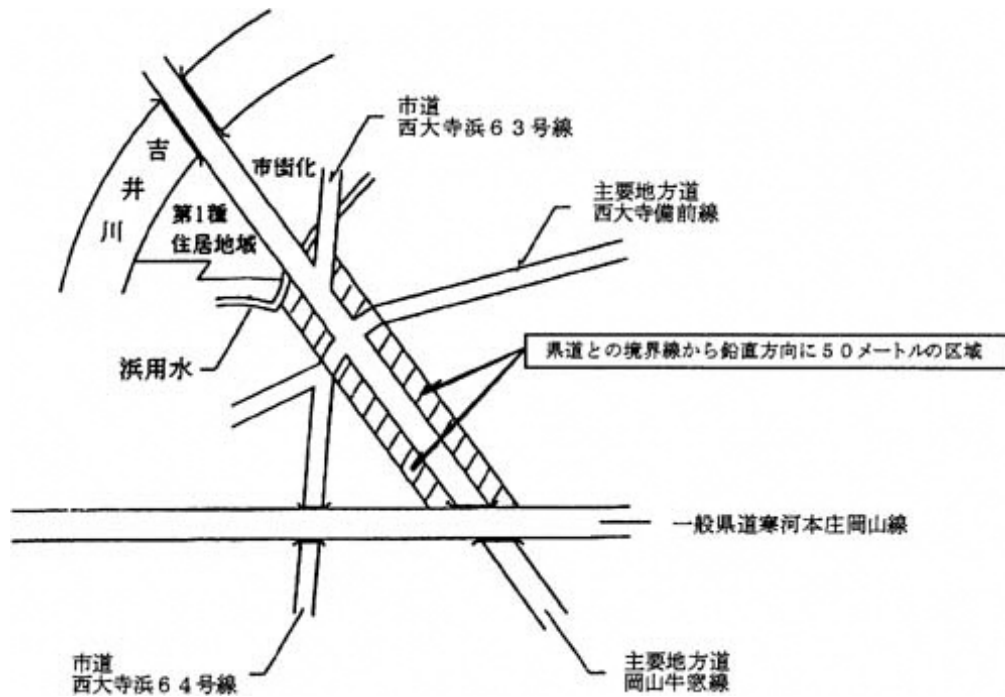 市道
西大寺浜６３号線
吉井川
市街化
主要地方道
西大寺備前線
第1種
住居地域
県道との境界線から鉛直方向に５０メートルの区域
浜用水
一般県道寒河本庄岡山線
市道
西大寺浜６４号線
主要地方道
岡山牛窓線